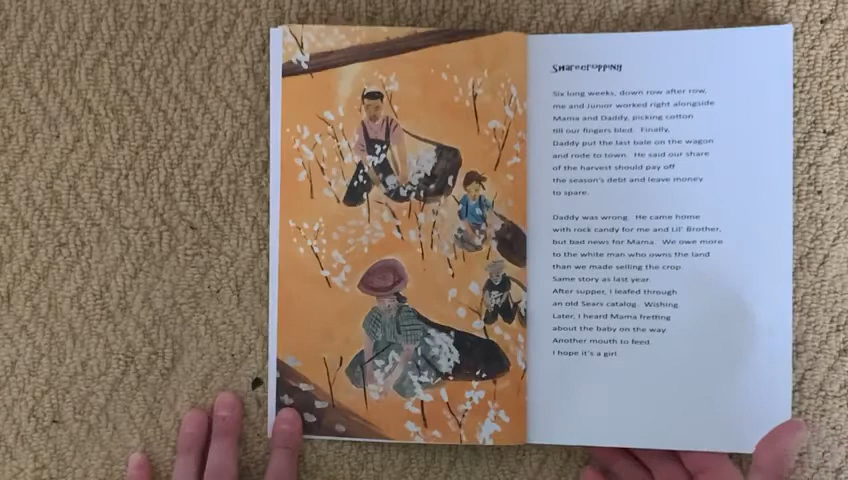 Sharecropping
Six long weeks, down row after row,
me and Junior worked right alongside
Mama and Daddy, picking cotton
till our fingers bled. Finally,
Daddy put the last bale on the wagon
and rode to town. He said our share
of the harvest should pay off
the season's debt and leave money
to spare.
Daddy was wrong. He came home
with rock candy for me and Lil' Brother,
but bad news for Mama. We owe more
to the white man who owns the land
than we made selling the crop.
Same story as last year.
After supper, I leafed through
an old Sears catalog. Wishing.
Later, I heard Mama fretting
about the baby on the way.
Another mouth to feed.
I hope it's a girl.